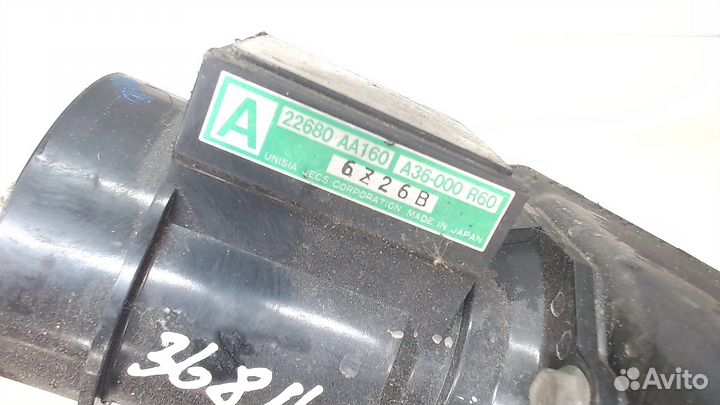 A
22680 AA160 A36-000 R60
6Z26B
UNISIA JECS CORPORATION MADE IN JAPAN
Avito